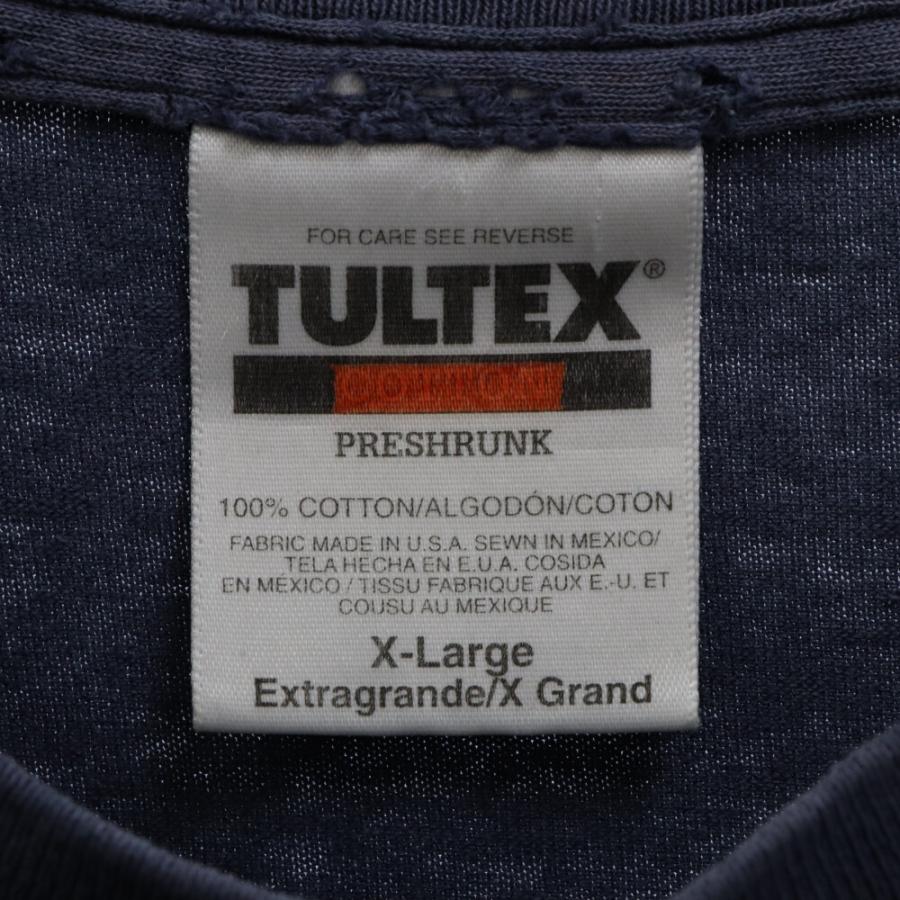 FOR CARE SEE REVERSE
TULTEX®
PRESHRUNK
100% COTTON/ALGODÓN/COTON
FABRIC MADE IN U.S.A. SEWN IN MEXICO/
TELA HECHA EN E.U.A. COSIDA
EN MÉXICO / TISSU FABRIQUE AUX E.-U. ET
COUSU AU MEXIQUE
X-Large
Extragrande/X Grand